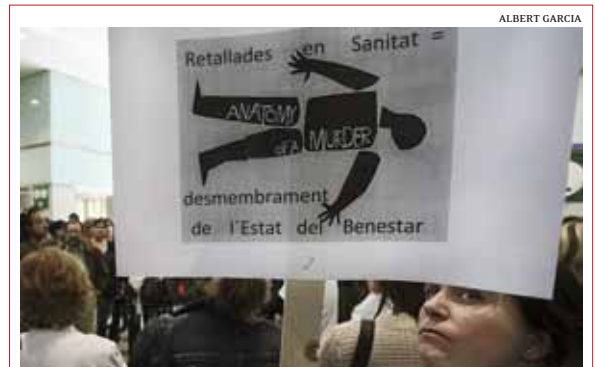 ALBERT GARCIA
Retallades en Sanitat =
ANATOMY
OF A MURDER
desmembrament
de l'Estat del Benestar